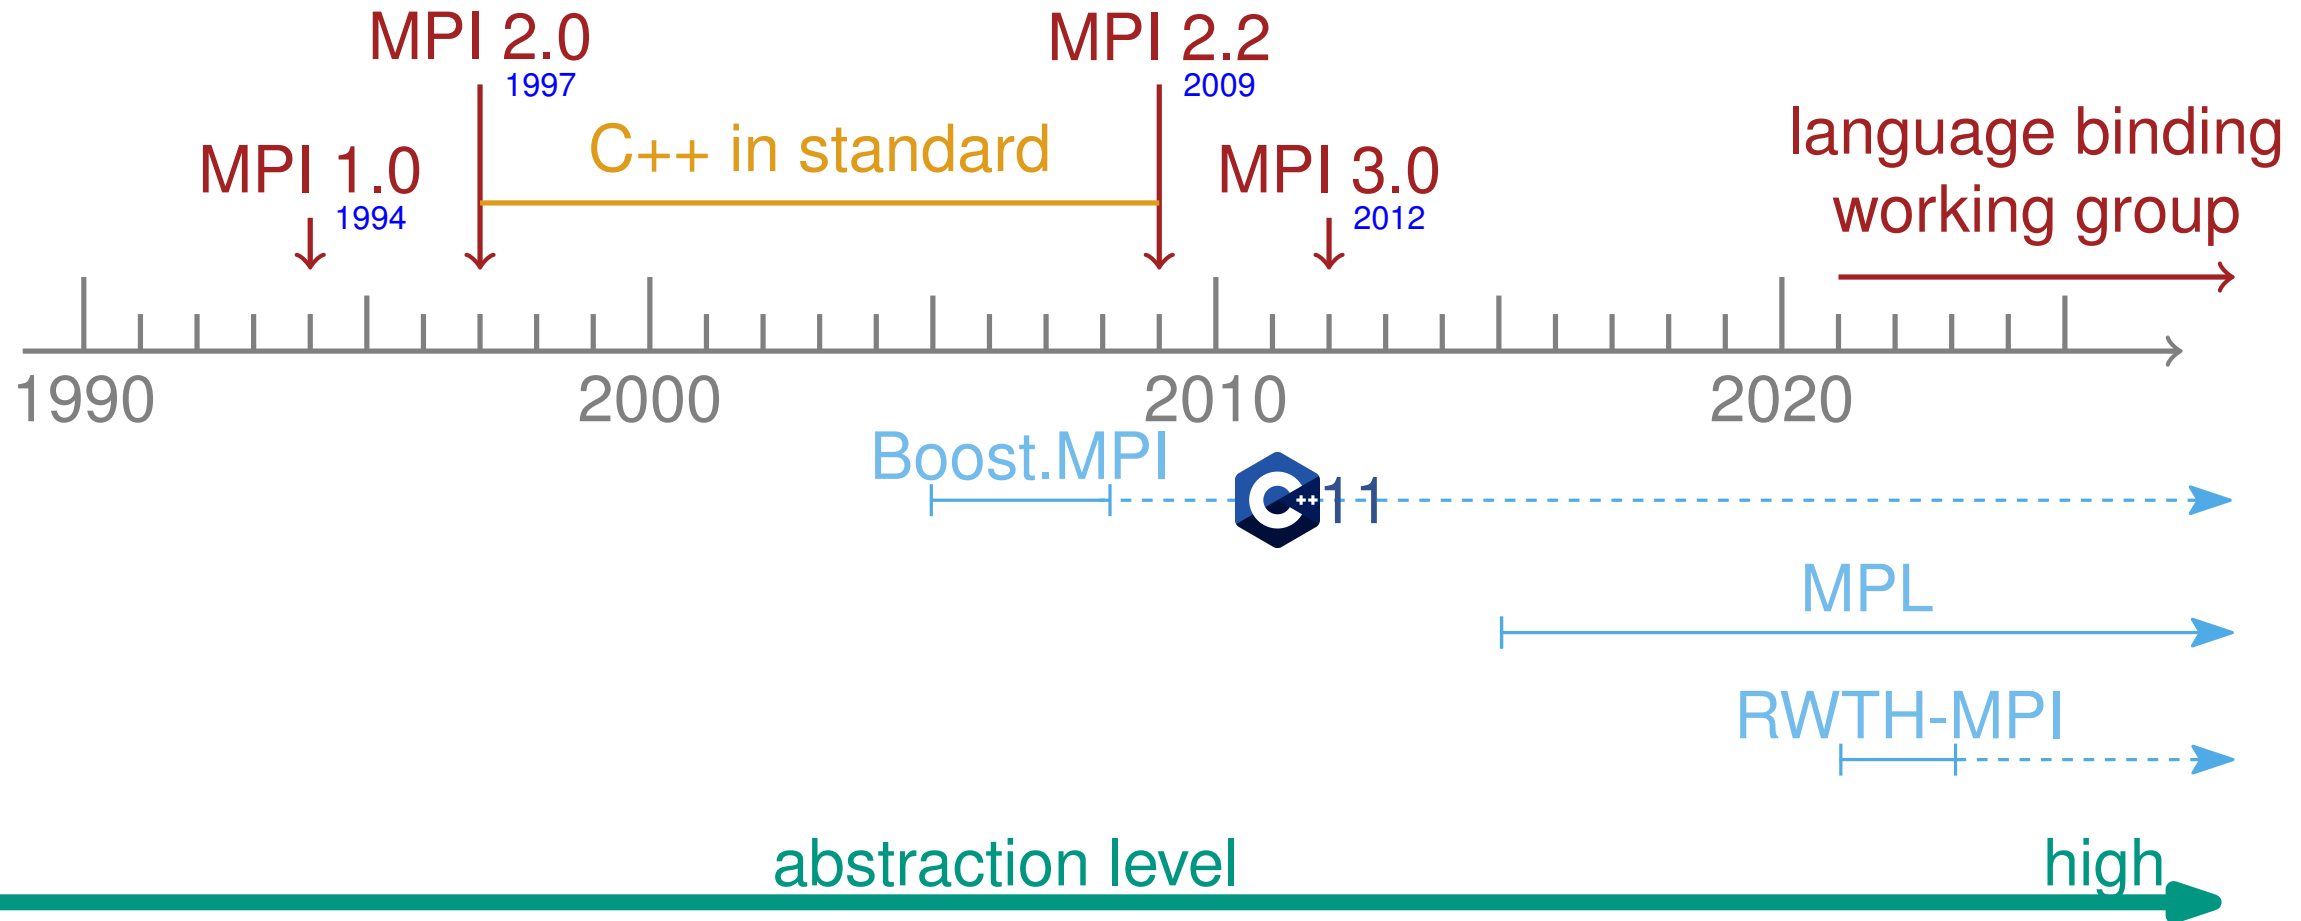 MPI 2.0
1997
MPI 2.2
2009
C++ in standard
language binding
working group
MPI 1.0
1994
MPI 3.0
2012
1990
2000
2010
2020
Boost.MPI
C++11
MPL
RWTH-MPI
abstraction level
high